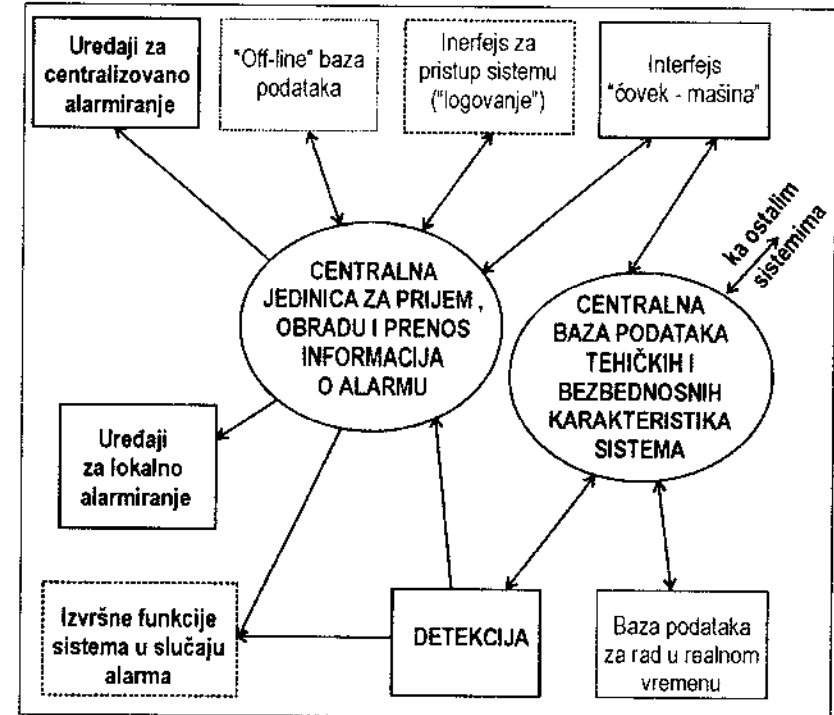 Uređaji za
centralizovano
alarmiranje
"Off-line" baza
podataka
Inerfejs za
pristup sistemu
("logovanje")
Interfejs
"ćovek - mašina"
ka ostalim
sistemima
CENTRALNA
JEDINICA ZA PRIJEM ,
OBRADU I PRENOS
INFORMACIJA
O ALARMU
CENTRALNA
BAZA PODATAKA
TEHIČKIH I
BEZBEDNOSNIH
KARAKTERISTIKA
SISTEMA
Uređaji
za lokalno
alarmiranje
Izvršne funkcije
sistema u slučaju
alarma
DETEKCIJA
Baza podataka
za rad u realnom
vremenu